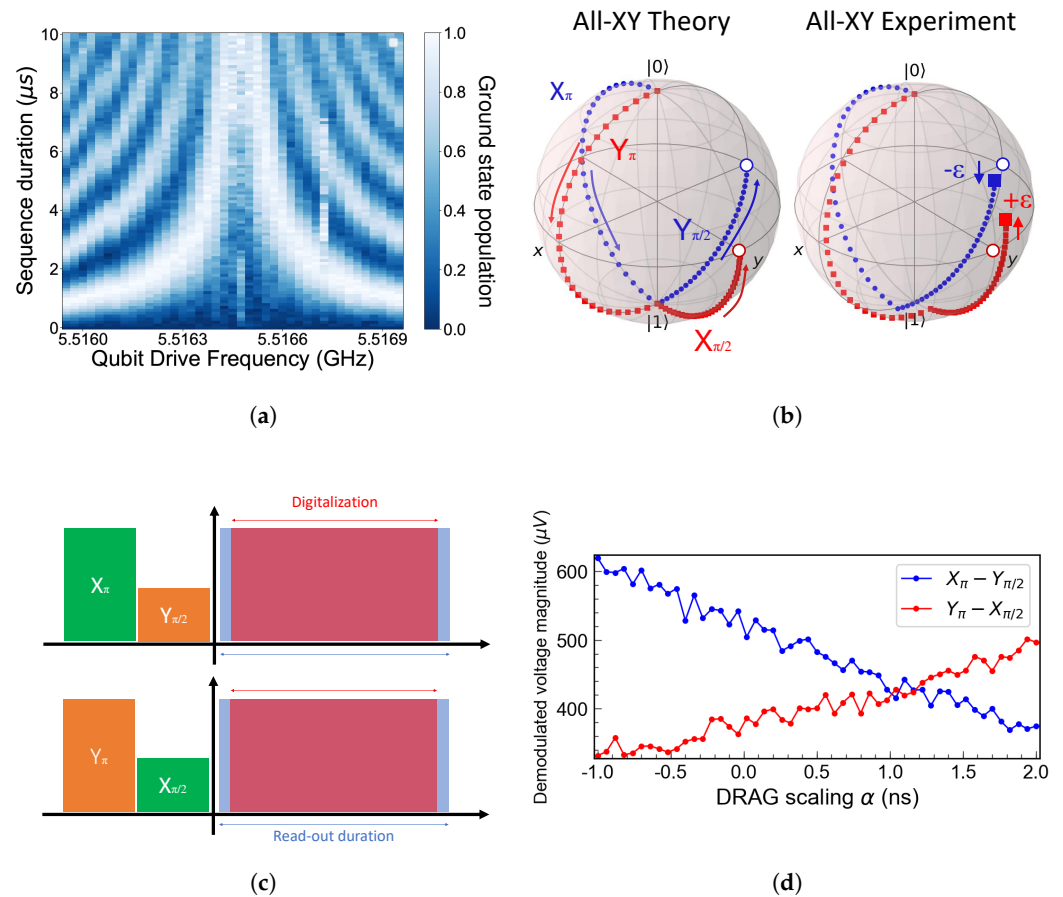 10
8
6
4
2
0
Sequence duration (μs)
5.5160
5.5163
5.5166
5.5169
Qubit Drive Frequency (GHz)
1.0
0.8
0.6
0.4
0.2
0.0
Ground state population
(a)
All-XY Theory
|0⟩
Xπ
Yπ
Yπ/2
x
y
|1⟩
Xπ/2
All-XY Experiment
|0⟩
-ε
+ε
x
y
|1⟩
(b)
Digitalization
Xπ
Yπ/2
Yπ
Xπ/2
Read-out duration
(c)
Demodulated voltage magnitude (μV)
600
500
400
-1.0
-0.5
0.0
0.5
1.0
1.5
2.0
DRAG scaling α (ns)
Xπ − Yπ/2
Yπ − Xπ/2
(d)